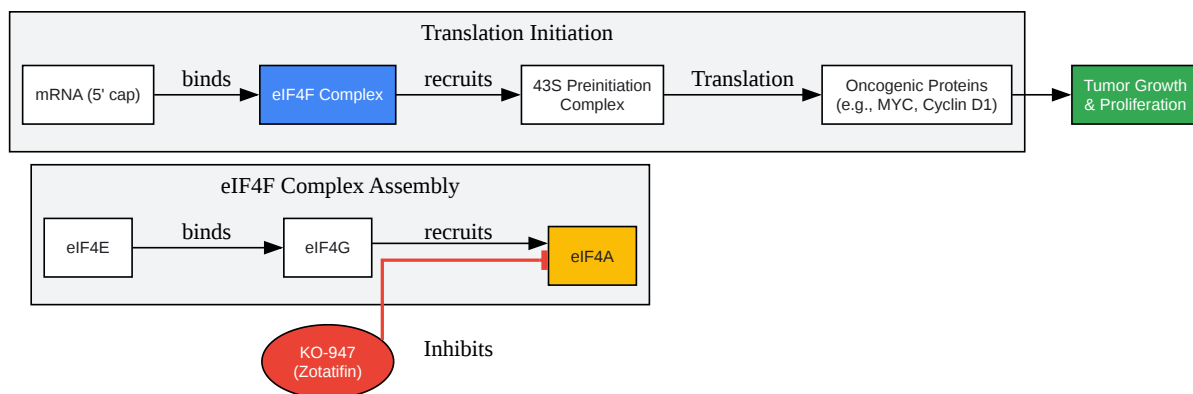 Translation Initiation
mRNA (5' cap)
binds
eIF4F Complex
recruits
43S Preinitiation
Complex
Translation
Oncogenic Proteins
(e.g., MYC, Cyclin D1)
Tumor Growth
& Proliferation
eIF4F Complex Assembly
eIF4E
binds
eIF4G
recruits
eIF4A
KO-947
(Zotatifin)
Inhibits